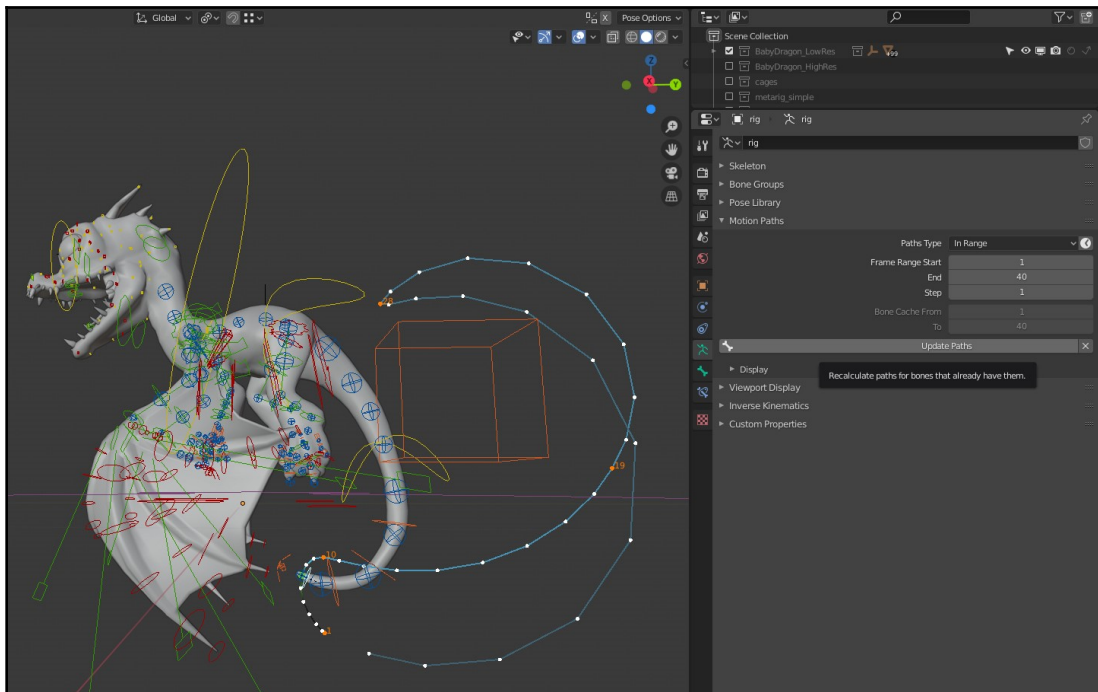 Global
X Pose Options
Z
X
Y
28
19
10
1
Scene Collection
BabyDragon_LowRes
BabyDragon_HighRes
cages
metarig_simple
rig rig
rig
Skeleton
Bone Groups
Pose Library
Motion Paths
Paths Type In Range
Frame Range Start 1
End 40
Step 1
Bone Cache From 1
To 40
Update Paths
Display
Recalculate paths for bones that already have them.
Viewport Display
Inverse Kinematics
Custom Properties